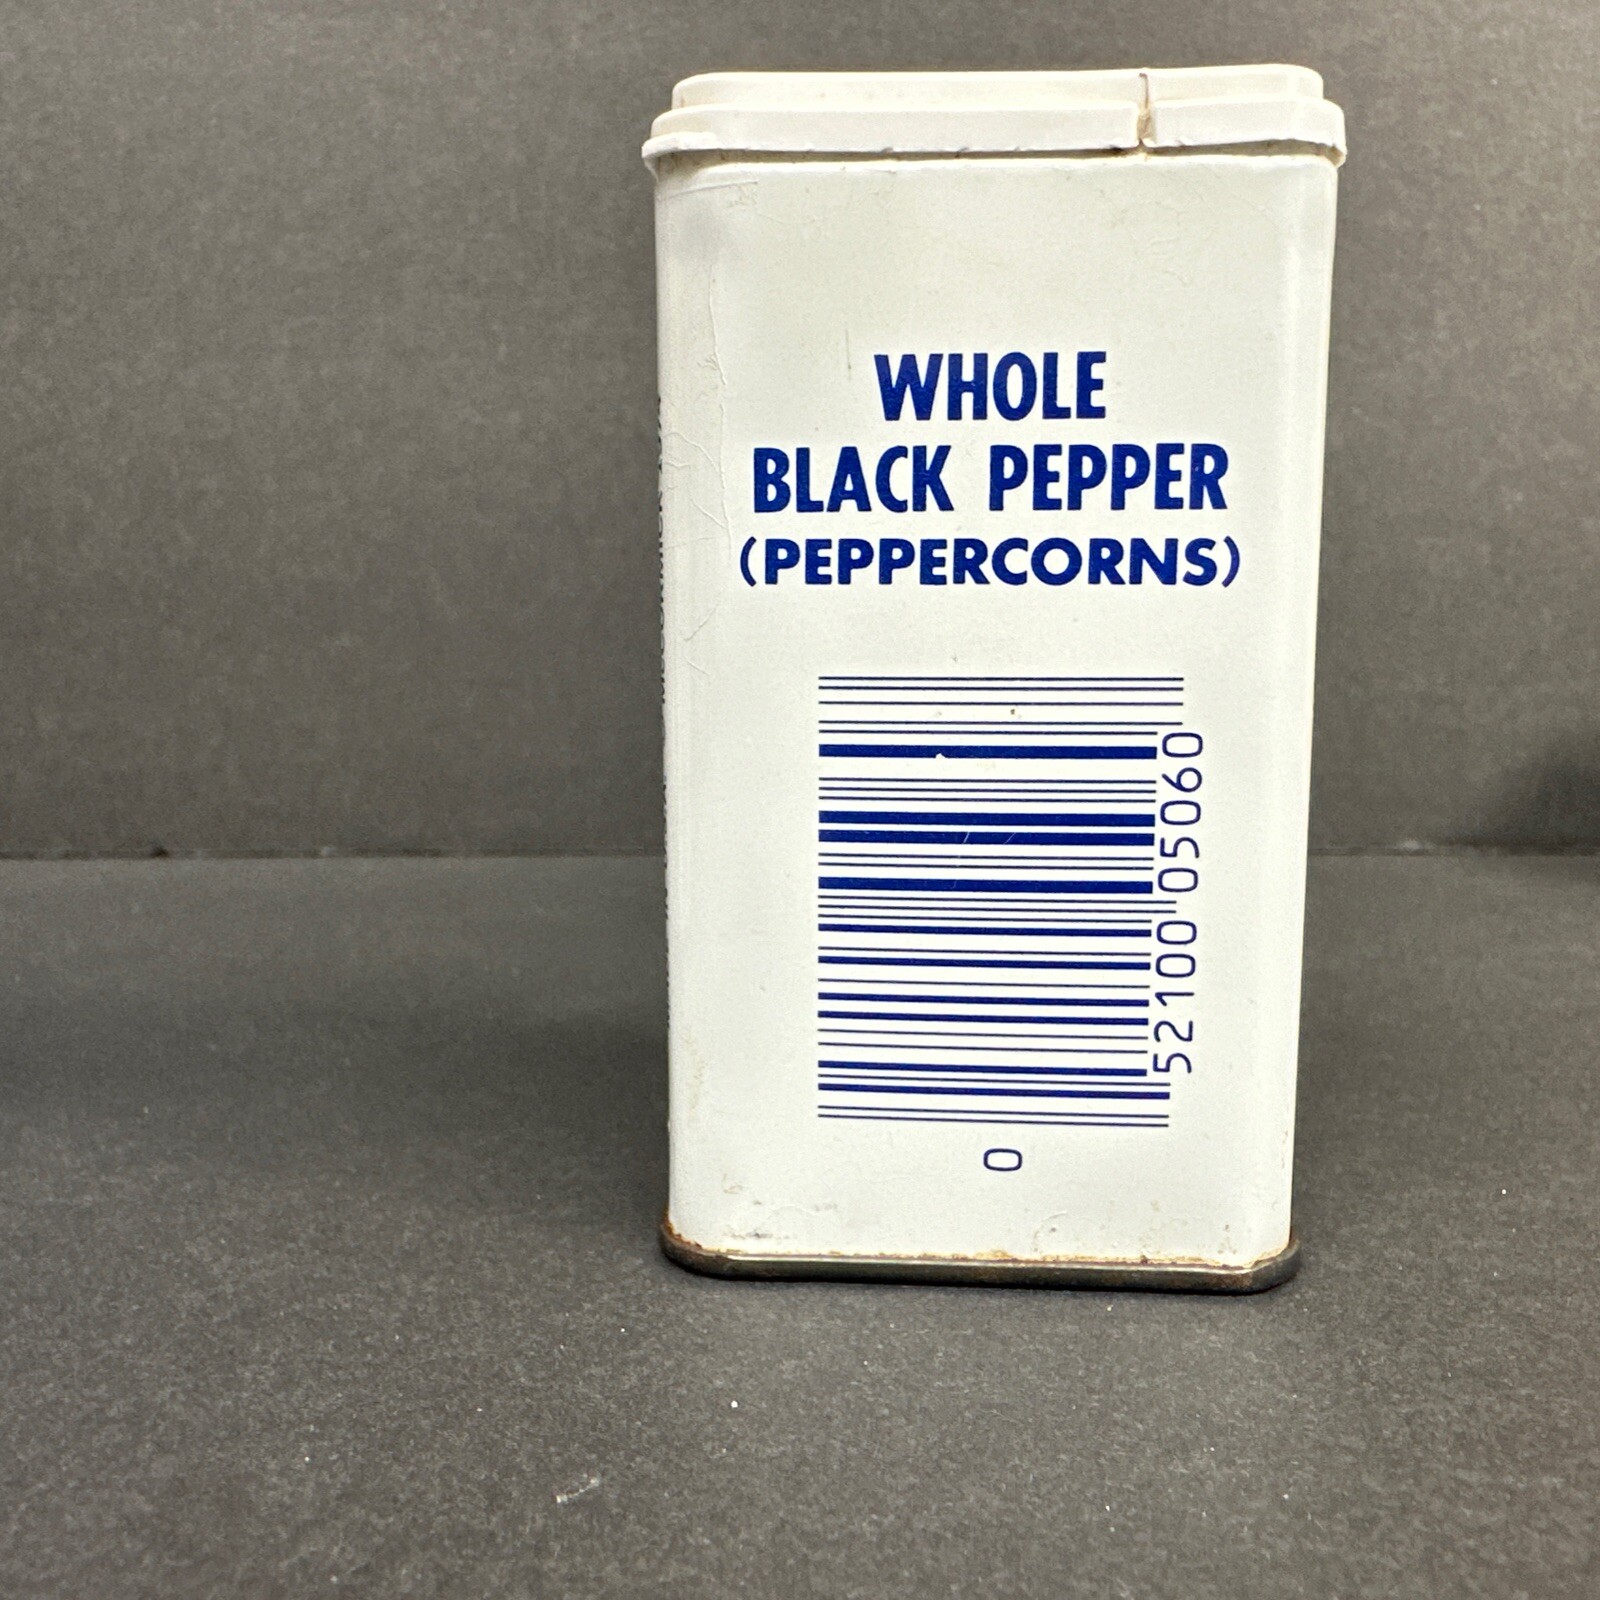 WHOLE
BLACK PEPPER
(PEPPERCORNS)
52100 05060
0